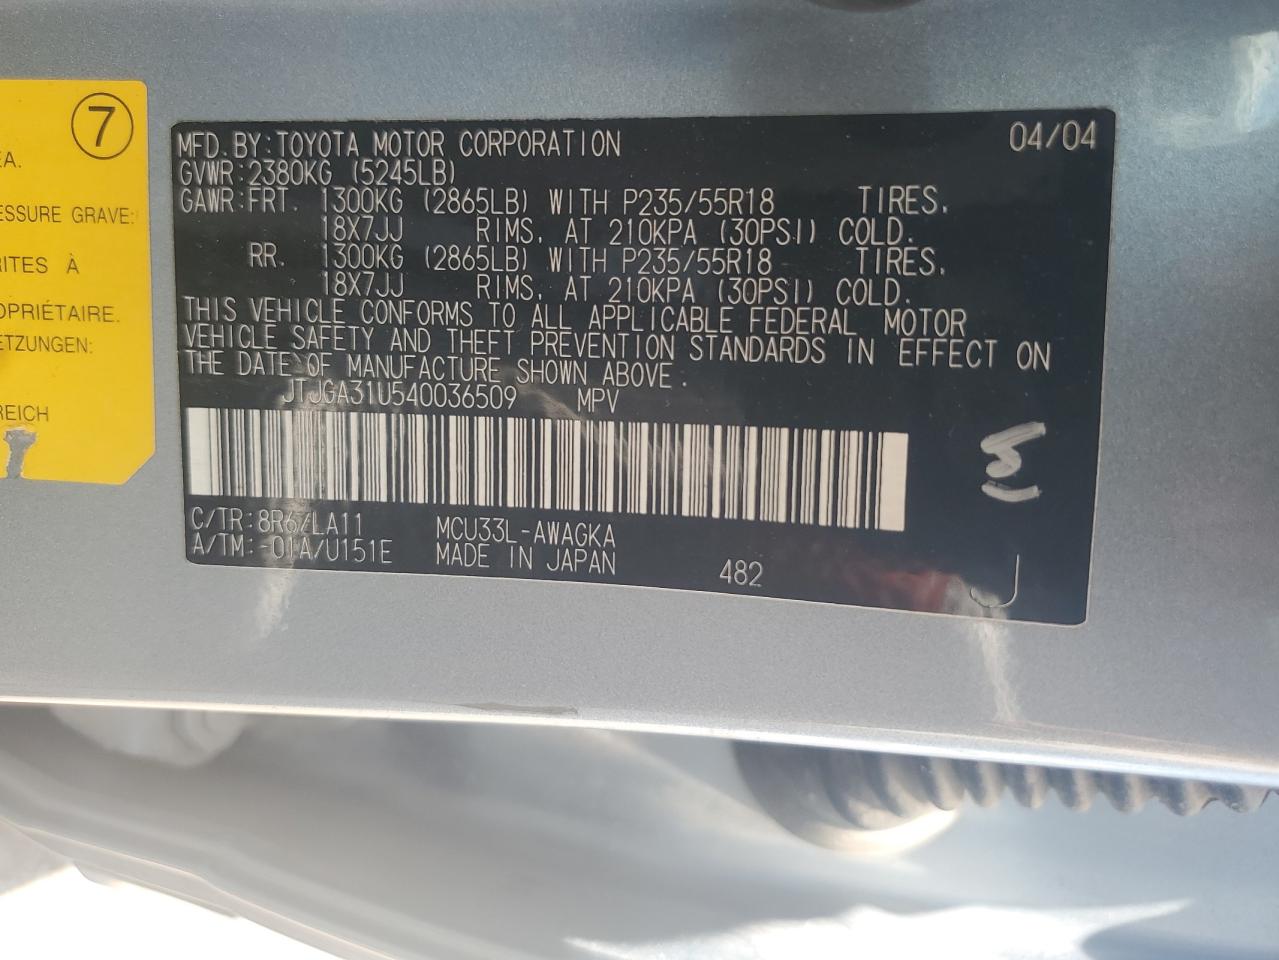 7
EA.
ESSURE GRAVE:
RITES À
OPRIÉTAIRE.
ETZUNGEN:
REICH
MFD. BY: TOYOTA MOTOR CORPORATION 04/04
GVWR: 2380KG (5245LB)
GAWR: FRT. 1300KG (2865LB) WITH P235/55R18 TIRES,
18X7JJ RIMS, AT 210KPA (30PSI) COLD.
RR. 1300KG (2865LB) WITH P235/55R18 TIRES,
18X7JJ RIMS, AT 210KPA (30PSI) COLD.
THIS VEHICLE CONFORMS TO ALL APPLICABLE FEDERAL MOTOR
VEHICLE SAFETY AND THEFT PREVENTION STANDARDS IN EFFECT ON
THE DATE OF MANUFACTURE SHOWN ABOVE.
JTJGA31U540036509 MPV
C/TR: 8R6/LA11 MCU33L-AWAGKA
A/TM: -01A/U151E MADE IN JAPAN 482